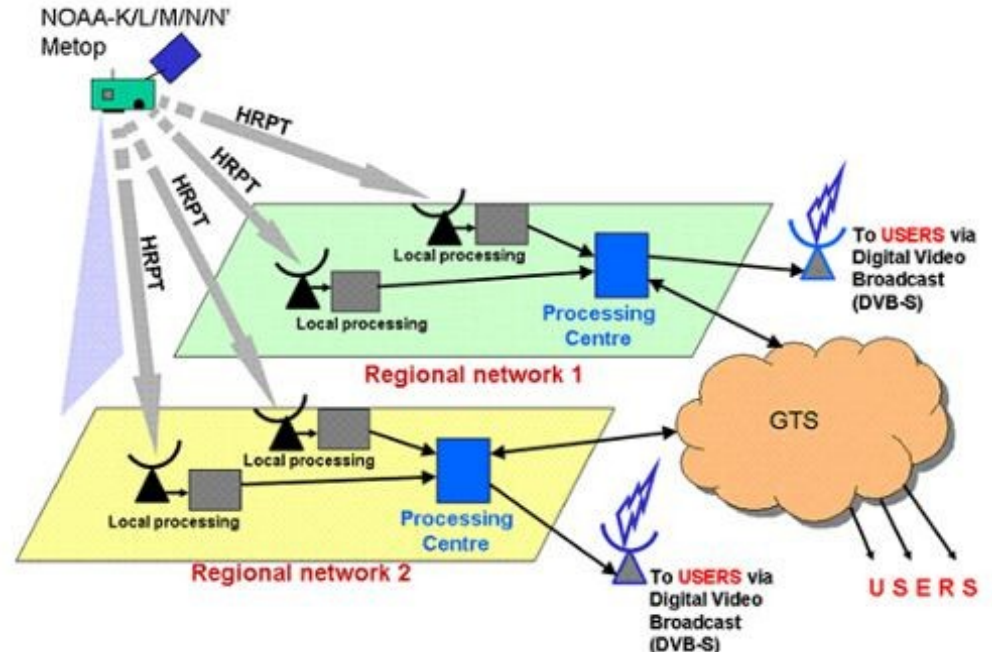 NOAA-K/L/M/N/N'
Metop
HRPT
HRPT
HRPT
HRPT
Local processing
Local processing
Processing
Centre
To USERS via
Digital Video
Broadcast
(DVB-S)
Regional network 1
GTS
Local processing
Local processing
Processing
Centre
Regional network 2
To USERS via
Digital Video
Broadcast
(DVB-S)
USERS